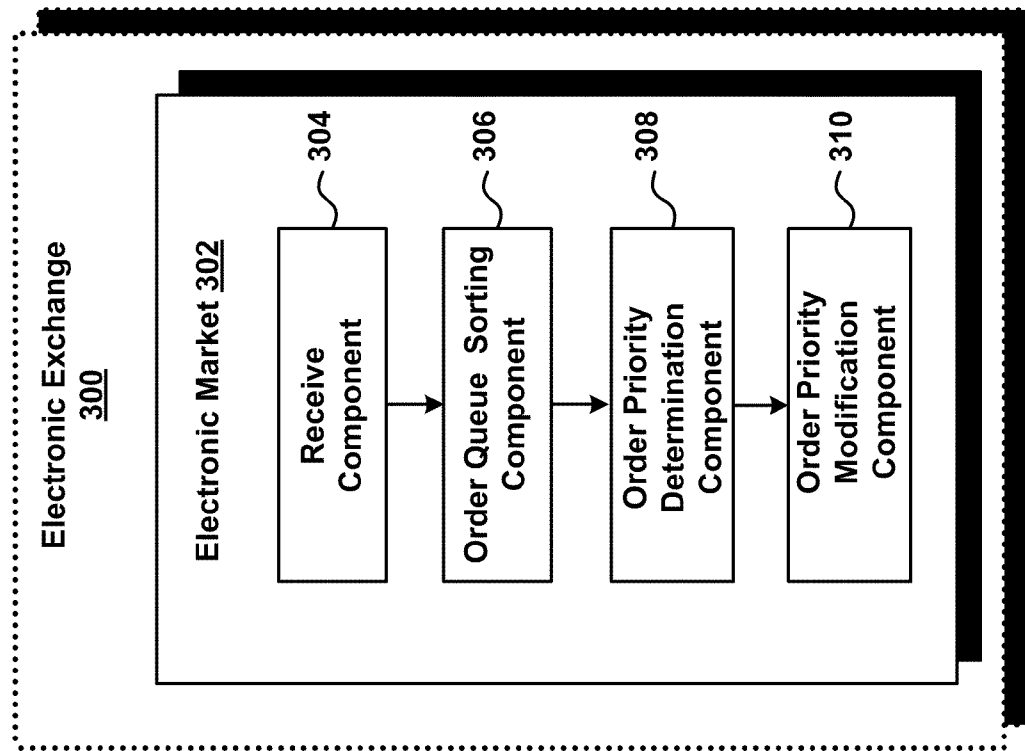 Electronic Exchange
300
Electronic Market 302
Receive
Component
304
Order Queue Sorting
Component
306
Order Priority
Determination
Component
308
Order Priority
Modification
Component
310